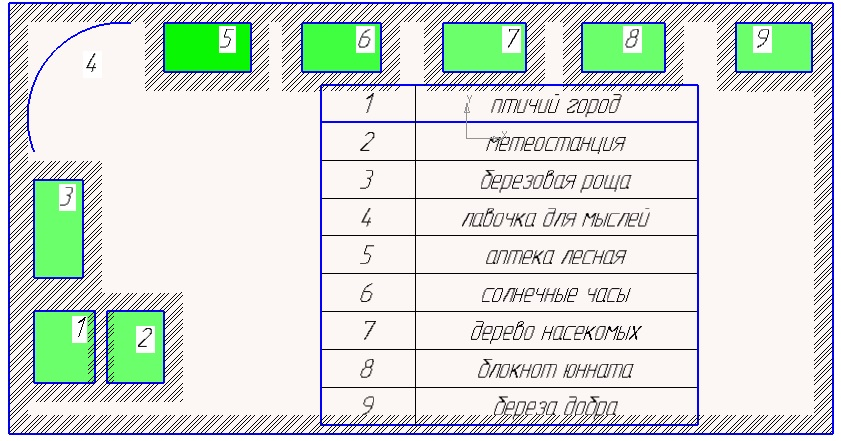 4
5
6
7
8
9
3
1
2
1 птичий город
2 метеостанция
3 березовая роща
4 лавочка для мыслей
5 аптека лесная
6 солнечные часы
7 дерево насекомых
8 блокнот юнната
9 береза добра